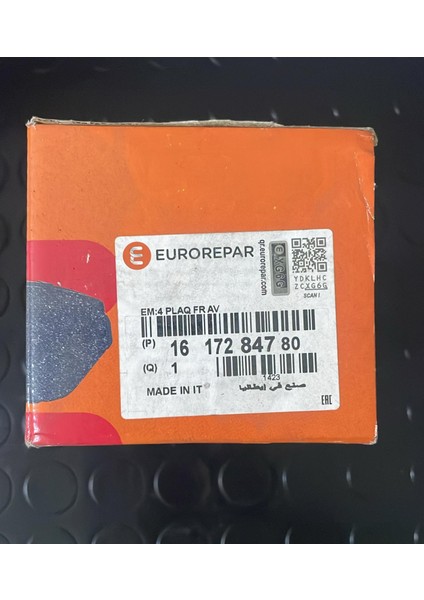 EUROREPAR
qr.eurorepar.com
YDKLHC
ZCXG6G
SCAN !
EM:4 PLAQ FR AV
(P) 16 172 847 80
(Q) 1
1423
MADE IN IT
صنع في إيطاليا
EAC